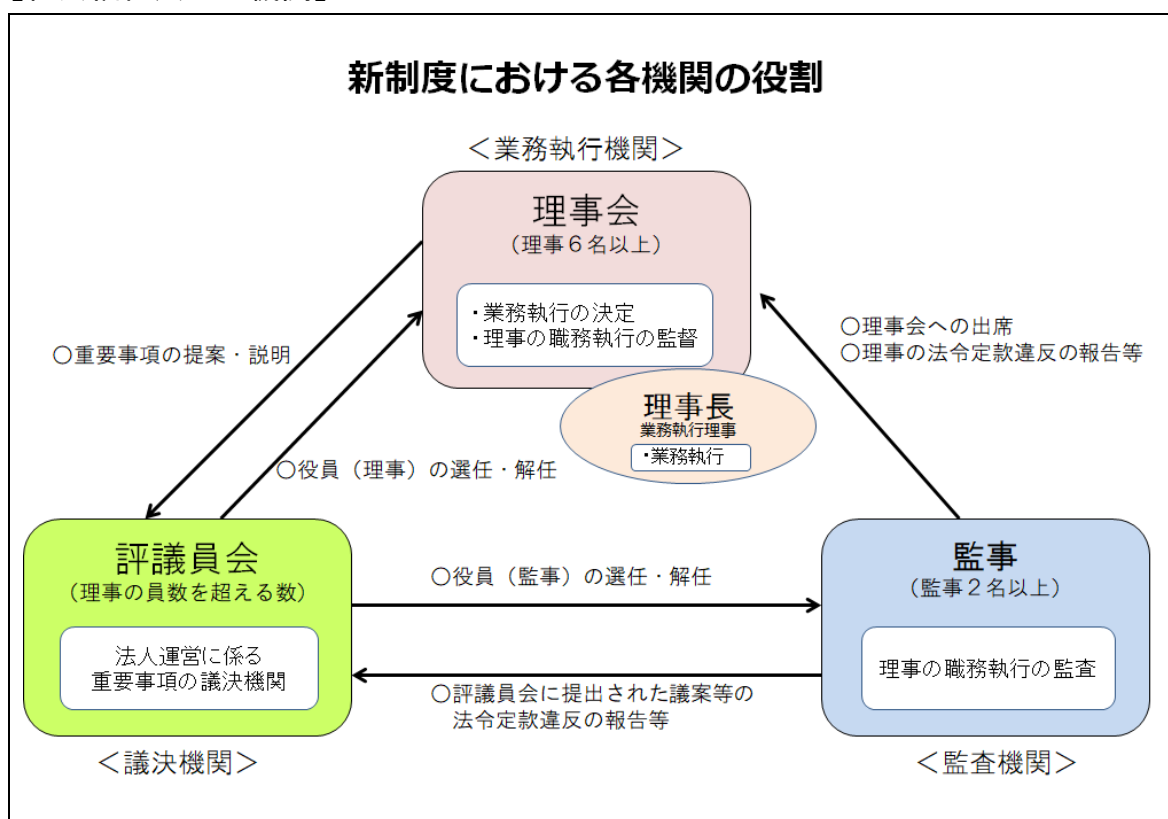 新制度における各機関の役割
＜業務執行機関＞
理事会
（理事６名以上）
・業務執行の決定
・理事の職務執行の監督
○理事会への出席
○理事の法令定款違反の報告等
○重要事項の提案・説明
理事長
業務執行理事
・業務執行
○役員（理事）の選任・解任
評議員会
（理事の員数を超える数）
法人運営に係る
重要事項の議決機関
＜議決機関＞
○役員（監事）の選任・解任
○評議員会に提出された議案等の
法令定款違反の報告等
監事
（監事２名以上）
理事の職務執行の監査
＜監査機関＞